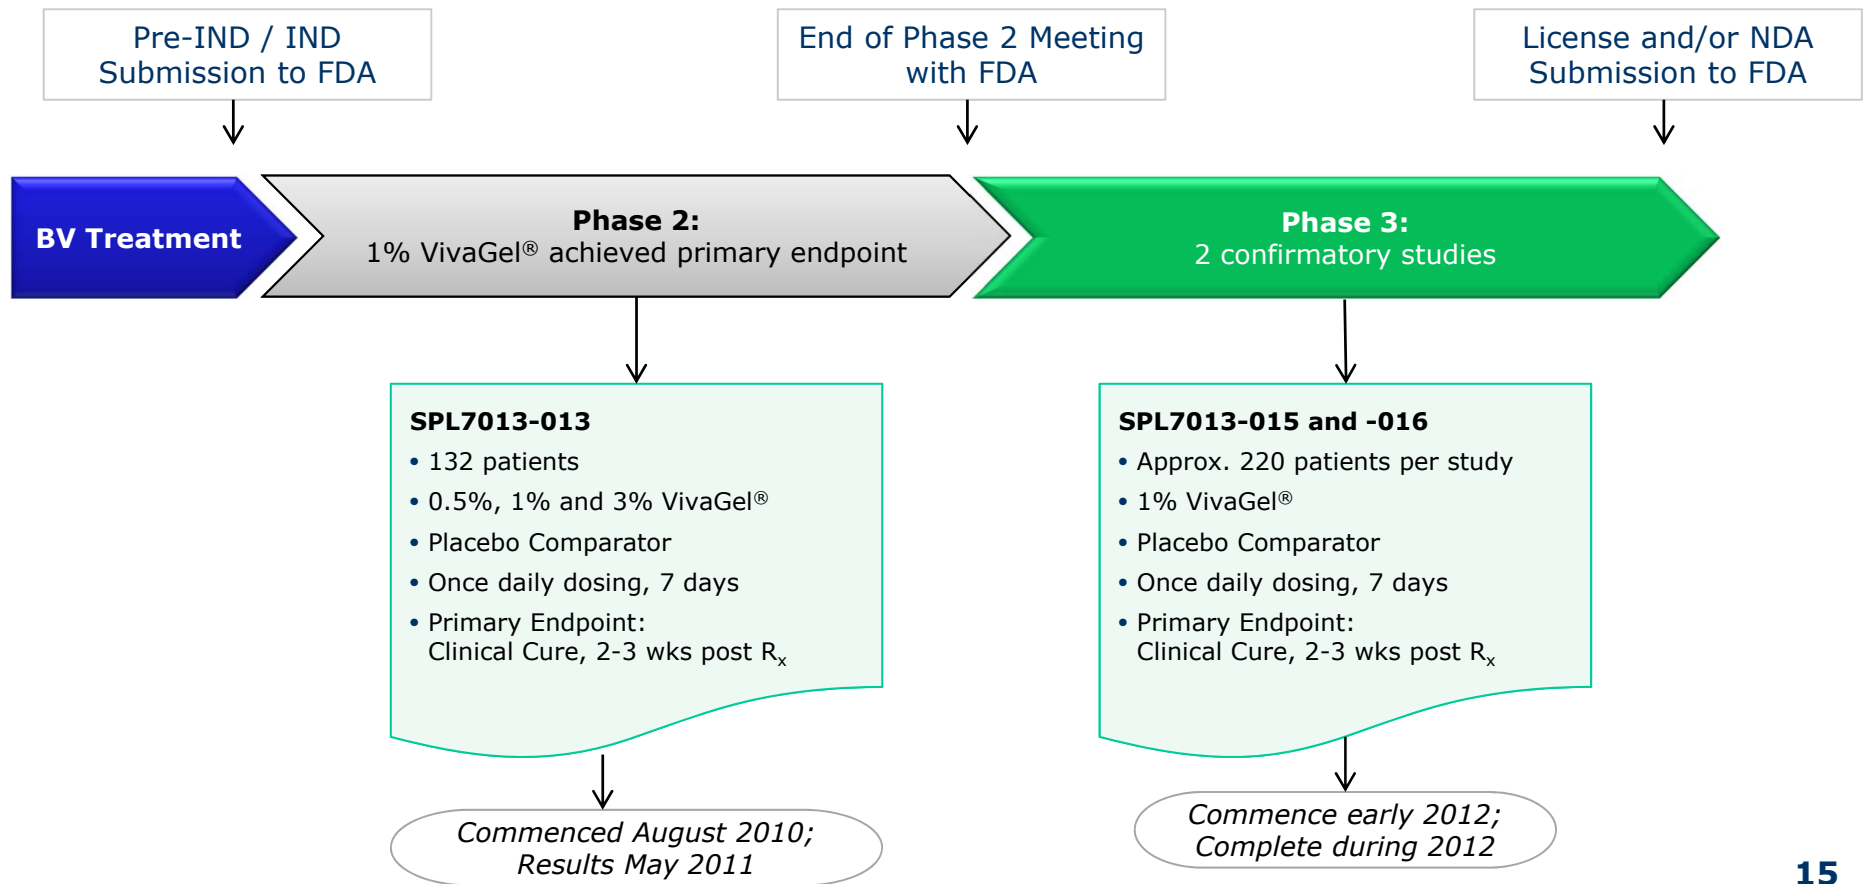 Pre-IND / IND
Submission to FDA
End of Phase 2 Meeting
with FDA
License and/or NDA
Submission to FDA
BV Treatment
Phase 2:
1% VivaGel® achieved primary endpoint
Phase 3:
2 confirmatory studies
SPL7013-013
• 132 patients
• 0.5%, 1% and 3% VivaGel®
• Placebo Comparator
• Once daily dosing, 7 days
• Primary Endpoint:
Clinical Cure, 2-3 wks post Rx
SPL7013-015 and -016
• Approx. 220 patients per study
• 1% VivaGel®
• Placebo Comparator
• Once daily dosing, 7 days
• Primary Endpoint:
Clinical Cure, 2-3 wks post Rx
Commenced August 2010;
Results May 2011
Commence early 2012;
Complete during 2012
15